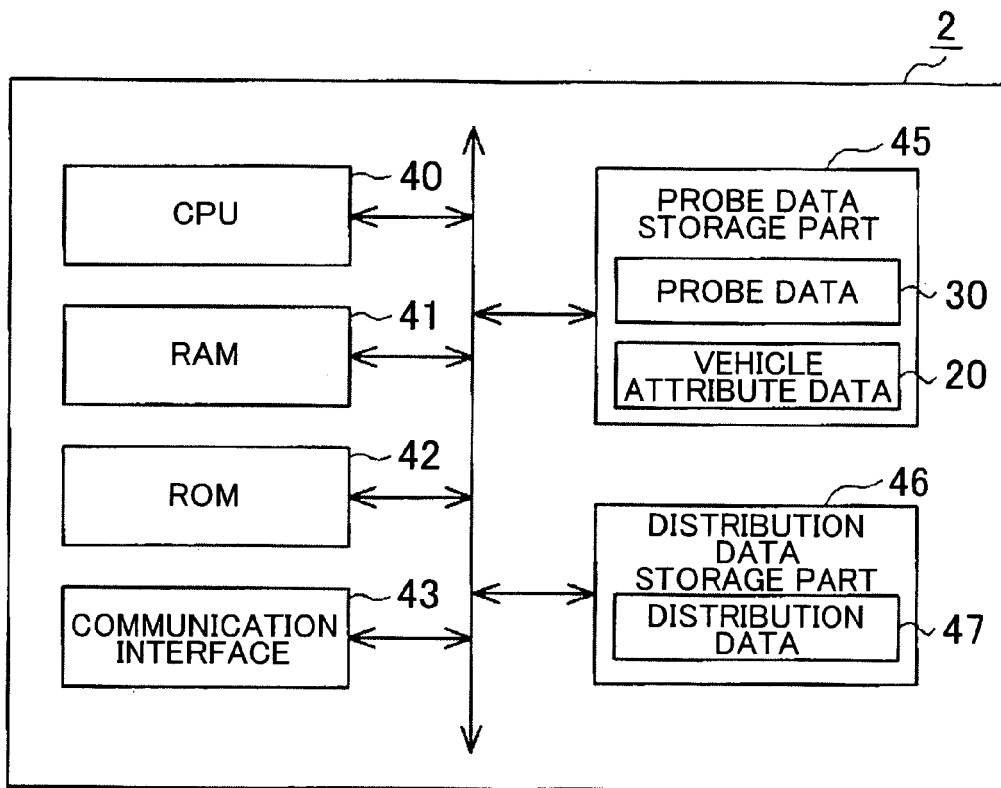 2
40
CPU
41
RAM
42
ROM
43
COMMUNICATION
INTERFACE
45
PROBE DATA
STORAGE PART
PROBE DATA
30
VEHICLE
ATTRIBUTE DATA
20
46
DISTRIBUTION
DATA
STORAGE PART
DISTRIBUTION
DATA
47